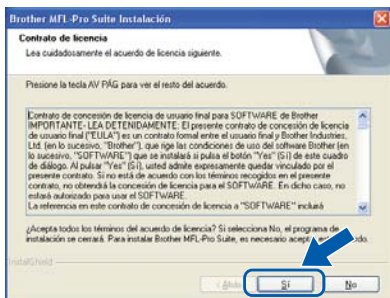 Brother MFL-Pro Suite Instalación
Contrato de licencia
Lea cuidadosamente el acuerdo de licencia siguiente.
Presione la tecla AV PÁG para ver el resto del acuerdo.
Contrato de concesión de licencia de usuario final para SOFTWARE de Brother
IMPORTANTE- LEA DETENIDAMENTE: El presente contrato de concesión de licencia
de usuario final ("EULA") es un contrato formal entre el usuario final y Brother Industries,
Ltd. (en lo sucesivo, "Brother"), que rige las condiciones de uso del software Brother (en
lo sucesivo, "SOFTWARE") que se instalará si pulsa el botón "Yes" (Sí) de este cuadro
de diálogo. Al pulsar "Yes" (Sí), usted admite expresamente quedar vinculado por el
presente contrato. Si no está de acuerdo con los términos recogidos en el presente
contrato, no obtendrá la concesión de licencia para el SOFTWARE. En dicho caso, no
estará autorizado para usar el SOFTWARE.
La referencia en este contrato de concesión de licencia a "SOFTWARE" incluirá
¿Acepta todos los términos del acuerdo de licencia? Si selecciona No, el programa de
instalación se cerrará. Para instalar Brother MFL-Pro Suite, es necesario acepta es do.
InstallShield
< Atrás Sí No